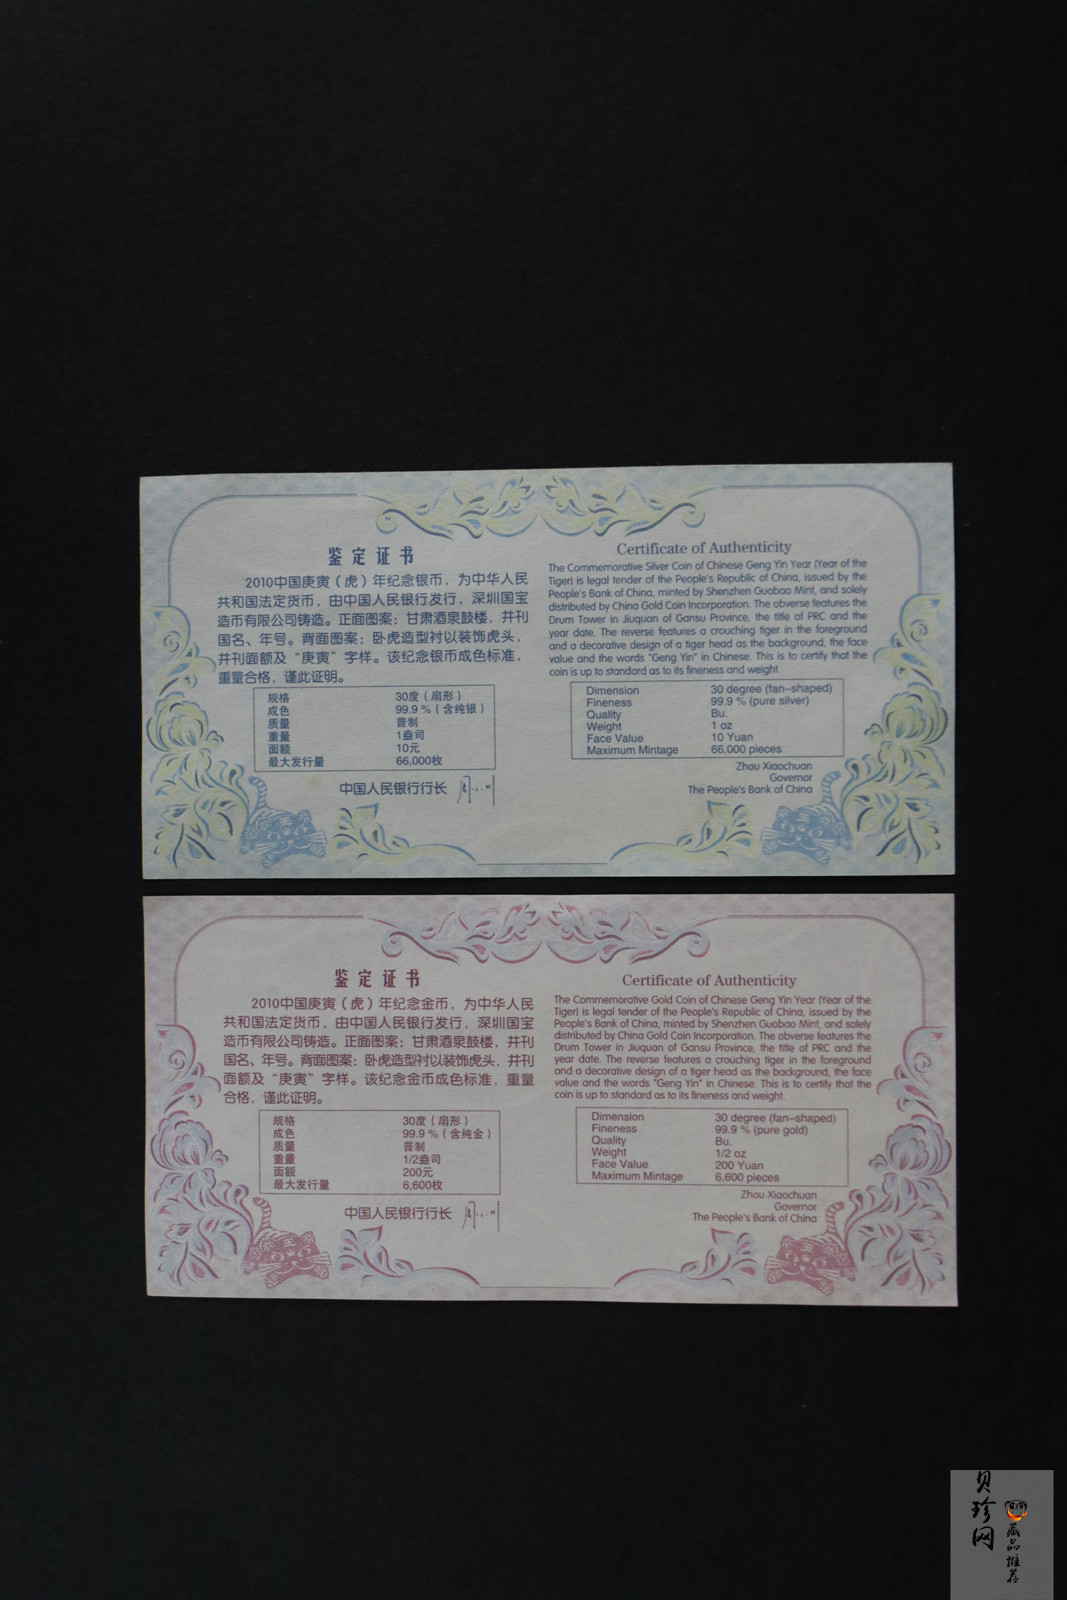 鉴定证书
2010中国庚寅（虎）年纪念银币，为中华人民
共和国法定货币，由中国人民银行发行，深圳国宝
造币有限公司铸造。正面图案：甘肃酒泉鼓楼，并刊
国名、年号。背面图案：卧虎造型衬以装饰虎头，
并刊面额及“庚寅”字样。该纪念银币成色标准，
重量合格，谨此证明。
规格 30度（扇形）
成色 99.9％（含纯银）
质量 普制
重量 1盎司
面额 10元
最大发行量 66,000枚
中国人民银行行长
Certificate of Authenticity
The Commemorative Silver Coin of Chinese Geng Yin Year (Year of the
Tiger) is legal tender of the People's Republic of China, issued by the
People's Bank of China, minted by Shenzhen Guobao Mint, and solely
distributed by China Gold Coin Incorporation. The obverse features the
Drum Tower in Jiuquan of Gansu Province, the title of PRC and the
year date. The reverse features a crouching tiger in the foreground
and a decorative design of a tiger head as the background, the face
value and the words "Geng Yin" in Chinese. This is to certify that the
coin is up to standard as to its fineness and weight.
Dimension 30 degree (fan-shaped)
Fineness 99.9 % (pure silver)
Quality Bu.
Weight 1 oz
Face Value 10 Yuan
Maximum Mintage 66,000 pieces
Zhou Xiaochuan
Governor
The People's Bank of China
鉴定证书
2010中国庚寅（虎）年纪念金币，为中华人民
共和国法定货币，由中国人民银行发行，深圳国宝
造币有限公司铸造。正面图案：甘肃酒泉鼓楼，并刊
国名、年号。背面图案：卧虎造型衬以装饰虎头，并刊
面额及“庚寅”字样。该纪念金币成色标准，重量
合格，谨此证明。
规格 30度（扇形）
成色 99.9％（含纯金）
质量 普制
重量 1/2盎司
面额 200元
最大发行量 6,600枚
中国人民银行行长
Certificate of Authenticity
The Commemorative Gold Coin of Chinese Geng Yin Year (Year of the
Tiger) is legal tender of the People's Republic of China, issued by the
People's Bank of China, minted by Shenzhen Guobao Mint, and solely
distributed by China Gold Coin Incorporation. The obverse features the
Drum Tower in Jiuquan of Gansu Province, the title of PRC and the
year date. The reverse features a crouching tiger in the foreground
and a decorative design of a tiger head as the background, the face
value and the words "Geng Yin" in Chinese. This is to certify that the
coin is up to standard as to its fineness and weight.
Dimension 30 degree (fan-shaped)
Fineness 99.9 % (pure gold)
Quality Bu.
Weight 1/2 oz
Face Value 200 Yuan
Maximum Mintage 6,600 pieces
Zhou Xiaochuan
Governor
The People's Bank of China
贝珍网
藏品推荐